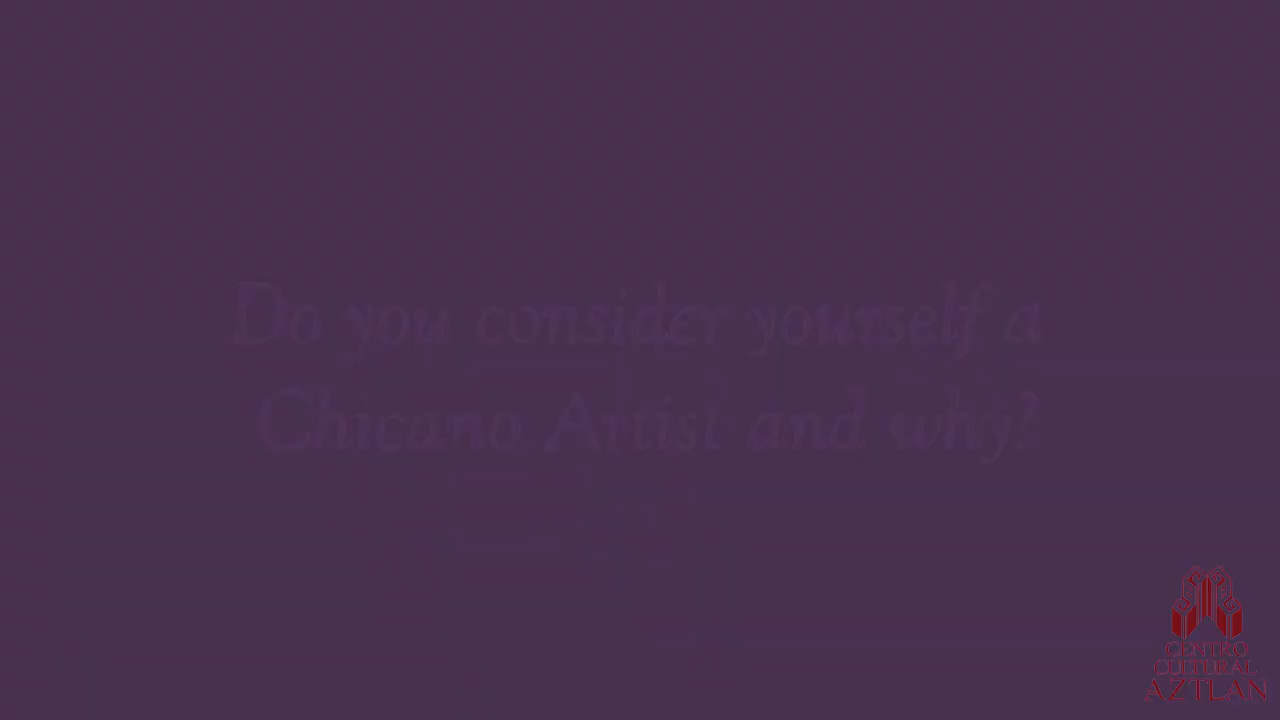 Do you consider yourself a
Chicano Artist and why?
CENTRO
CULTURAL
AZTLAN